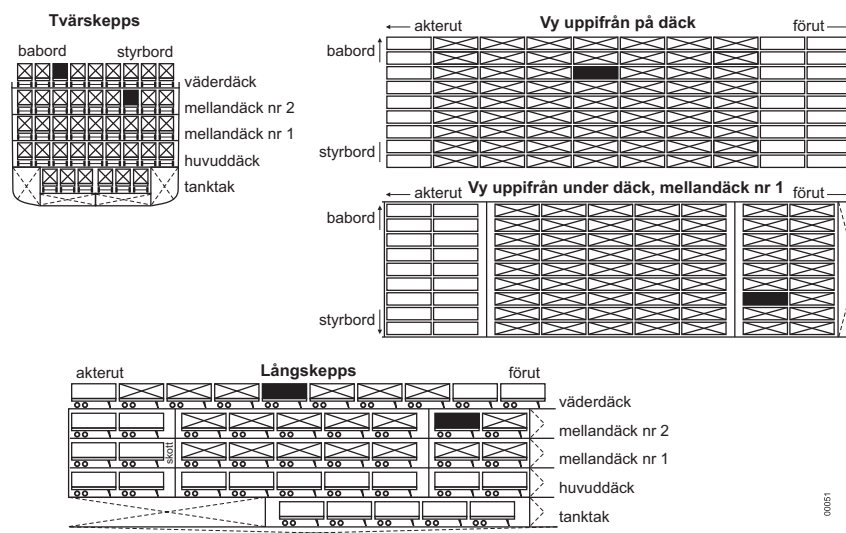 Tvärskepps
babord styrbord
väderdäck
mellandäck nr 2
mellandäck nr 1
huvuddäck
tanktak
Vy uppifrån på däck
akterut förut
babord
styrbord
Vy uppifrån under däck, mellandäck nr 1
akterut förut
babord
styrbord
Långskepps
akterut förut
väderdäck
mellandäck nr 2
skott
mellandäck nr 1
huvuddäck
tanktak
00051